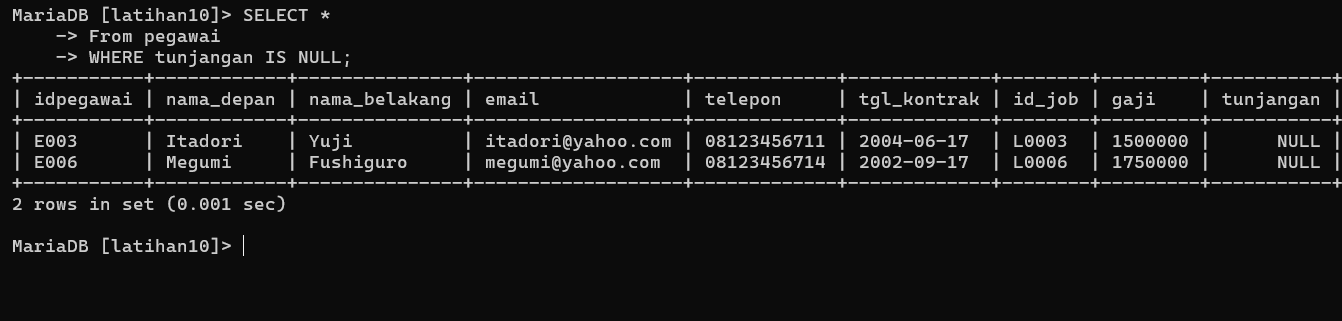 MariaDB [latihan10]> SELECT *
    -> From pegawai
    -> WHERE tunjangan IS NULL;
+-----------+------------+---------------+-------------------+-------------+-------------+--------+---------+-----------+
| idpegawai | nama_depan | nama_belakang | email             | telepon     | tgl_kontrak | id_job | gaji    | tunjangan |
+-----------+------------+---------------+-------------------+-------------+-------------+--------+---------+-----------+
| E003      | Itadori    | Yuji          | itadori@yahoo.com | 08123456711 | 2004-06-17  | L0003  | 1500000 |      NULL |
| E006      | Megumi     | Fushiguro     | megumi@yahoo.com  | 08123456714 | 2002-09-17  | L0006  | 1750000 |      NULL |
+-----------+------------+---------------+-------------------+-------------+-------------+--------+---------+-----------+
2 rows in set (0.001 sec)
MariaDB [latihan10]>